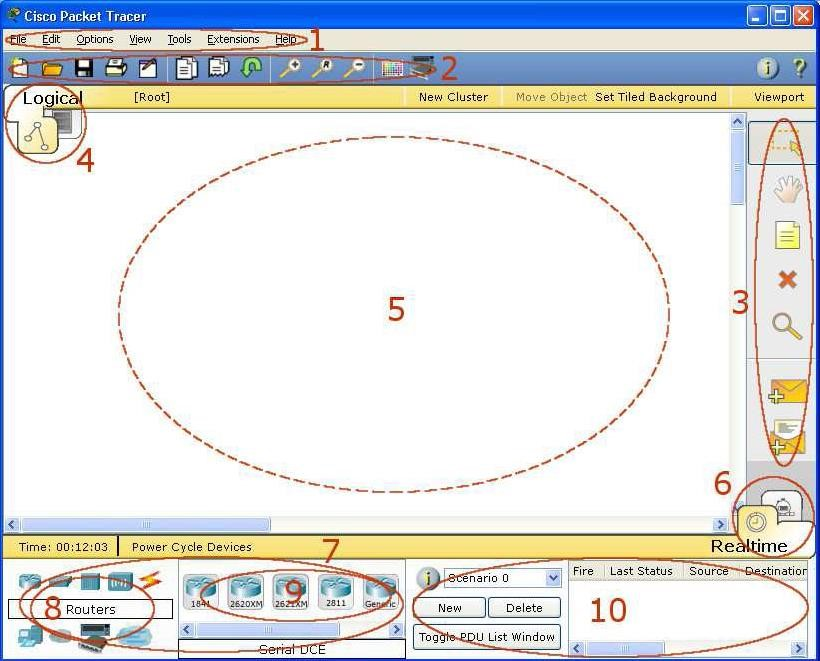 Cisco Packet Tracer
File Edit Options View Tools Extensions Help 1
2
Logical [Root] New Cluster Move Object Set Tiled Background Viewport
4
R
5
3
6
Time: 00:12:03 Power Cycle Devices 7 Realtime
8 Routers
1841 2620XM 2621XM 2811 Generic
9
Serial DCE
Scenario 0
New Delete
Toggle PDU List Window
Fire Last Status Source Destination
10